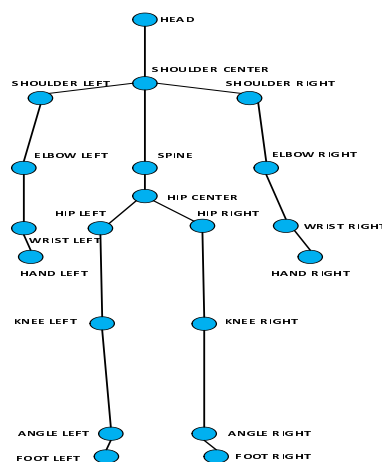 HEAD
SHOULDER CENTER
SHOULDER LEFT
SHOULDER RIGHT
ELBOW LEFT
SPINE
ELBOW RIGHT
HIP CENTER
HIP LEFT
HIP RIGHT
WRIST LEFT
WRIST RIGHT
HAND LEFT
HAND RIGHT
KNEE LEFT
KNEE RIGHT
ANGLE LEFT
ANGLE RIGHT
FOOT LEFT
FOOT RIGHT